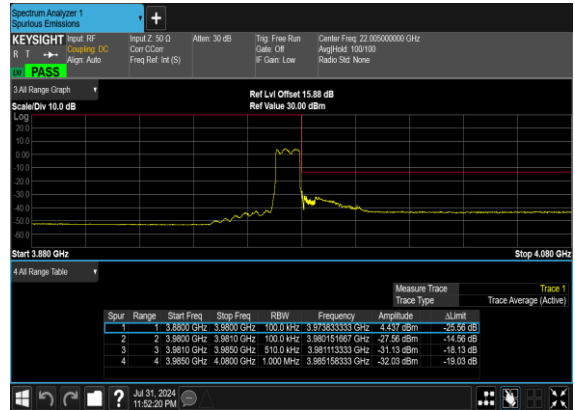 Spectrum Analyzer 1
Spurious Emissions
+
KEYSIGHT
R T
LXI PASS
Input: RF
Coupling: DC
Align: Auto
Input Z: 50 Ω
Corr CCorr
Freq Ref: Int (S)
Atten: 30 dB
Trig: Free Run
Gate: Off
IF Gain: Low
Center Freq: 22.005000000 GHz
Avg|Hold: 100/100
Radio Std: None
3 All Range Graph
Scale/Div 10.0 dB
Ref Lvl Offset 15.88 dB
Ref Value 30.00 dBm
Log
20.0
10.0
0.00
-10.0
-20.0
-30.0
-40.0
-50.0
-60.0
Start 3.880 GHz
Stop 4.080 GHz
4 All Range Table
Measure Trace Trace 1
Trace Type Trace Average (Active)
Spur Range Start Freq Stop Freq RBW Frequency Amplitude ΔLimit
1 1 3.8800 GHz 3.9800 GHz 100.0 kHz 3.973833333 GHz 4.437 dBm -25.56 dB
2 2 3.9800 GHz 3.9810 GHz 100.0 kHz 3.980151667 GHz -27.56 dBm -14.56 dB
3 3 3.9810 GHz 3.9850 GHz 510.0 kHz 3.981113333 GHz -31.13 dBm -18.13 dB
4 4 3.9850 GHz 4.0800 GHz 1.000 MHz 3.985158333 GHz -32.03 dBm -19.03 dB
?
Jul 31, 2024
11:52:20 PM